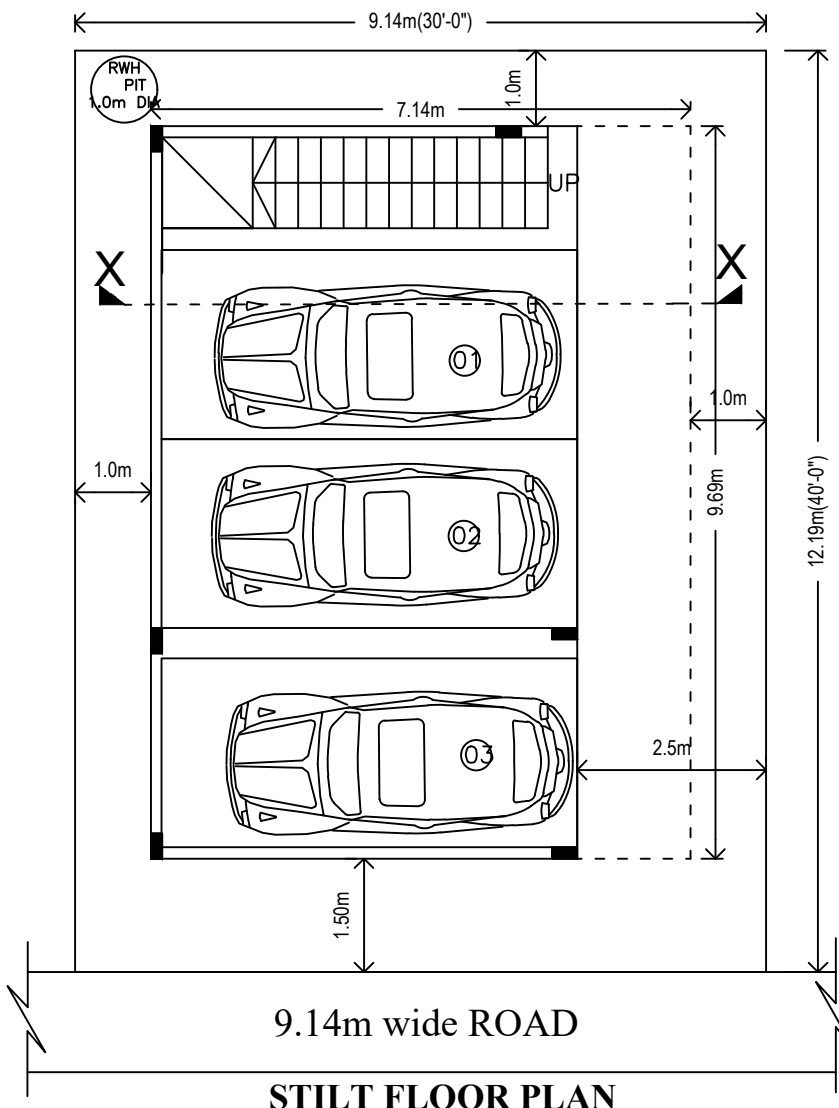 9.14m(30'-0")
RWH
PIT
1.0m DIA
1.0m
7.14m
UP
X
X
01
1.0m
1.0m
9.69m
12.19m(40'-0")
02
03
2.5m
1.50m
9.14m wide ROAD
STILT FLOOR PLAN